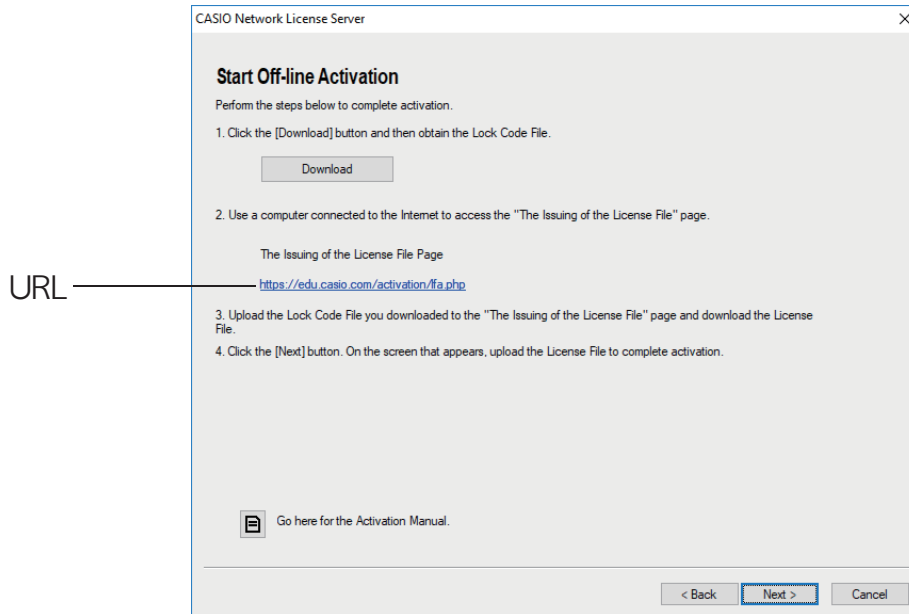 CASIO Network License Server
Start Off-line Activation
Perform the steps below to complete activation.
1. Click the [Download] button and then obtain the Lock Code File.
Download
2. Use a computer connected to the Internet to access the "The Issuing of the License File" page.
The Issuing of the License File Page
URL
https://edu.casio.com/activation/lfa.php
3. Upload the Lock Code File you downloaded to the "The Issuing of the License File" page and download the License
File.
4. Click the [Next] button. On the screen that appears, upload the License File to complete activation.
Go here for the Activation Manual.
< Back
Next >
Cancel